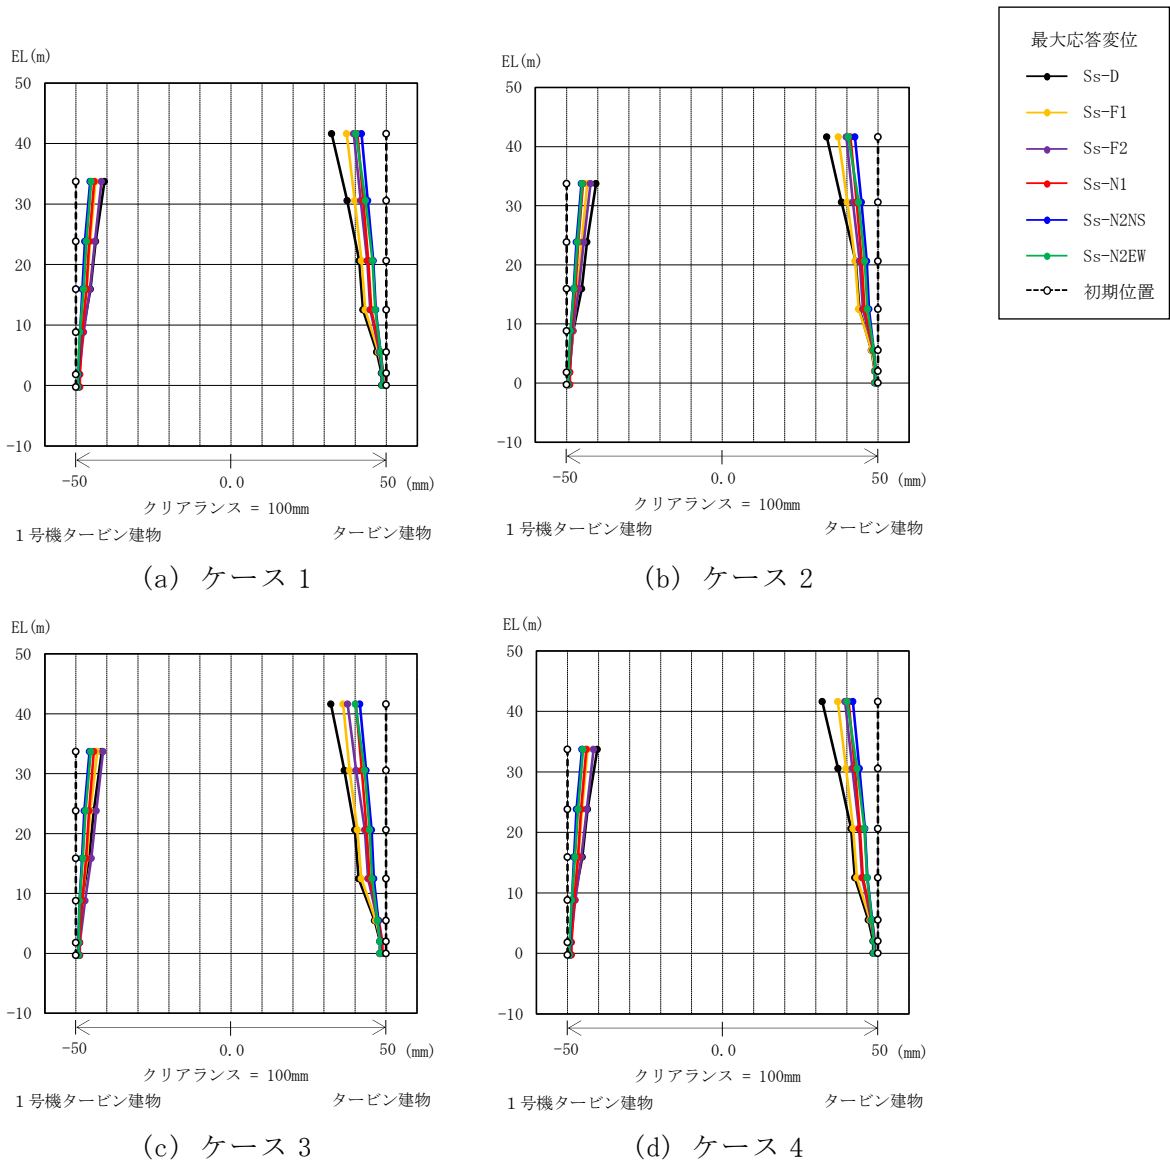 最大応答変位
Ss-D
Ss-F1
Ss-F2
Ss-N1
Ss-N2NS
Ss-N2EW
初期位置
EL(m)
50
40
30
20
10
0
-10
-50 0.0 50 (mm)
クリアランス = 100mm
1号機タービン建物 タービン建物
(a) ケース1
EL(m)
50
40
30
20
10
0
-10
-50 0.0 50 (mm)
クリアランス = 100mm
1号機タービン建物 タービン建物
(b) ケース2
EL(m)
50
40
30
20
10
0
-10
-50 0.0 50 (mm)
クリアランス = 100mm
1号機タービン建物 タービン建物
(c) ケース3
EL(m)
50
40
30
20
10
0
-10
-50 0.0 50 (mm)
クリアランス = 100mm
1号機タービン建物 タービン建物
(d) ケース4